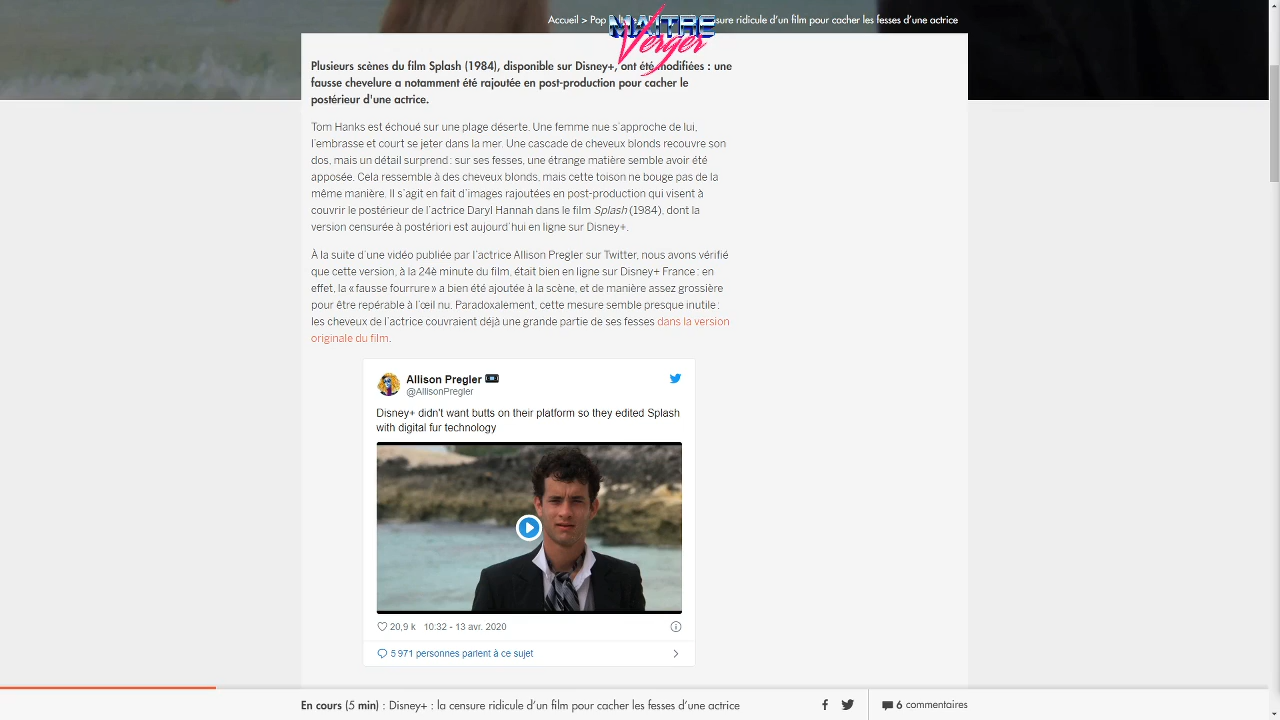 Accueil > Pop
sure ridicule d'un film pour cacher les fesses d'une actrice
MAITRE
Verger
Plusieurs scènes du film Splash (1984), disponible sur Disney+, ont été modifiées : une
fausse chevelure a notamment été rajoutée en post-production pour cacher le
postérieur d'une actrice.
Tom Hanks est échoué sur une plage déserte. Une femme nue s'approche de lui,
l'embrasse et court se jeter dans la mer. Une cascade de cheveux blonds recouvre son
dos, mais un détail surprend : sur ses fesses, une étrange matière semble avoir été
apposée. Cela ressemble à des cheveux blonds, mais cette toison ne bouge pas de la
même manière. Il s'agit en fait d'images rajoutées en post-production qui visent à
couvrir le postérieur de l'actrice Daryl Hannah dans le film Splash (1984), dont la
version censurée à postériori est aujourd'hui en ligne sur Disney+.
À la suite d'une vidéo publiée par l'actrice Allison Pregler sur Twitter, nous avons vérifié
que cette version, à la 24è minute du film, était bien en ligne sur Disney+ France : en
effet, la « fausse fourrure » a bien été ajoutée à la scène, et de manière assez grossière
pour être repérable à l'œil nu. Paradoxalement, cette mesure semble presque inutile :
les cheveux de l'actrice couvraient déjà une grande partie de ses fesses dans la version
originale du film.
Allison Pregler
@AllisonPregler
Disney+ didn't want butts on their platform so they edited Splash
with digital fur technology
20,9 k 10:32 - 13 avr. 2020
5 971 personnes parlent à ce sujet
En cours (5 min) : Disney+ : la censure ridicule d'un film pour cacher les fesses d'une actrice
6 commentaires